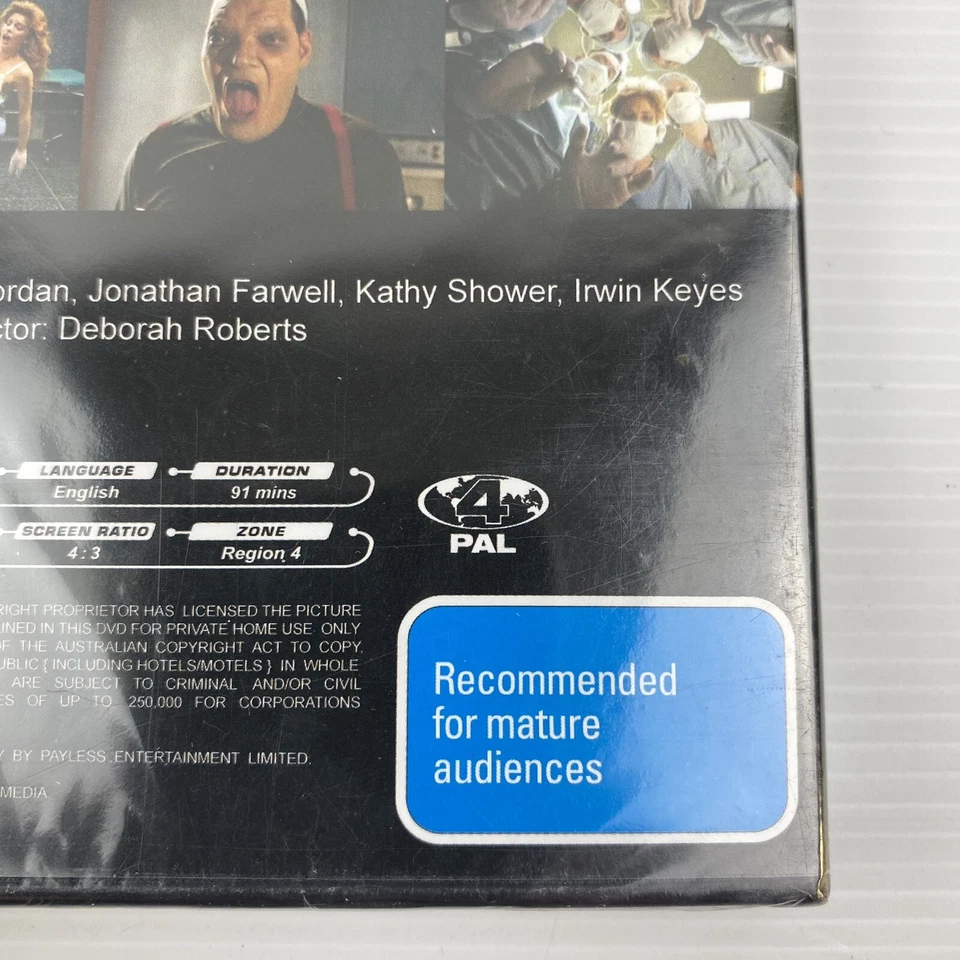 ordan, Jonathan Farwell, Kathy Shower, Irwin Keyes
ctor: Deborah Roberts
LANGUAGE DURATION
English 91 mins
SCREEN RATIO ZONE
4:3 Region 4
4
PAL
RIGHT PROPRIETOR HAS LICENSED THE PICTURE
INED IN THIS DVD FOR PRIVATE HOME USE ONLY
OF THE AUSTRALIAN COPYRIGHT ACT TO COPY,
UBLIC { INCLUDING HOTELS/MOTELS } IN WHOLE
ARE SUBJECT TO CRIMINAL AND/OR CIVIL
ES OF UP TO 250,000 FOR CORPORATIONS
Y BY PAYLESS ENTERTAINMENT LIMITED.
MEDIA
Recommended
for mature
audiences